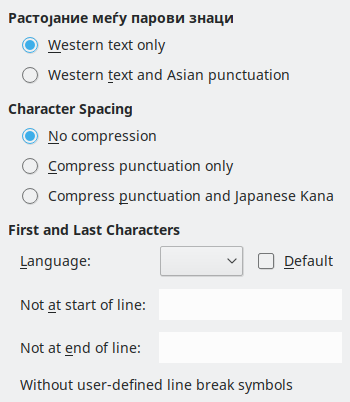 Растојание меѓу парови знаци
Western text only
Western text and Asian punctuation
Character Spacing
No compression
Compress punctuation only
Compress punctuation and Japanese Kana
First and Last Characters
Language:
Default
Not at start of line:
Not at end of line:
Without user-defined line break symbols